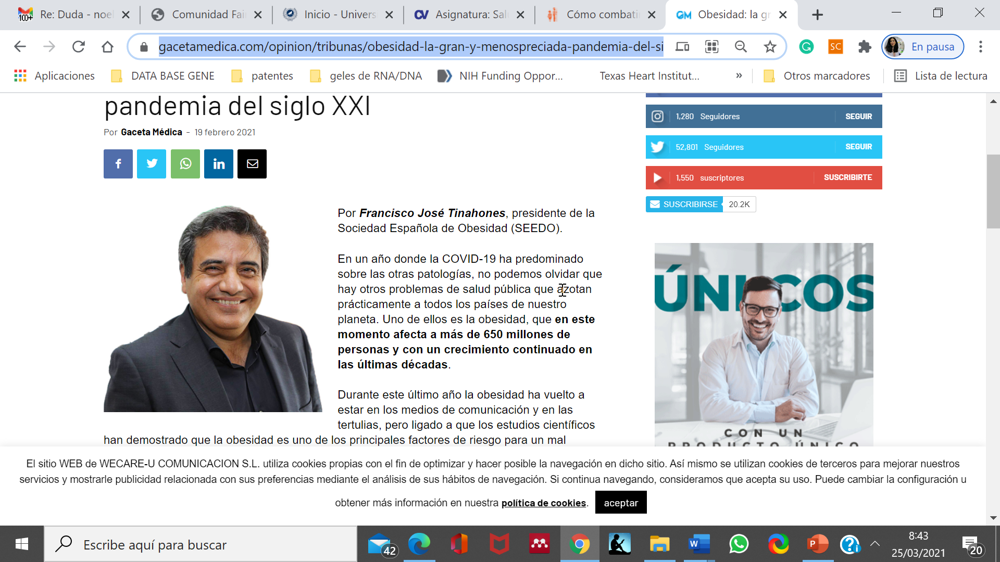 100+
Re: Duda - noel
Comunidad Fai
Inicio - Univers
CV
Asignatura: Sal
Cómo combati
GM
Obesidad: la gr
gacetamedica.com/opinion/tribunas/obesidad-la-gran-y-menospreciada-pandemia-del-si
SC
En pausa
Aplicaciones
DATA BASE GENE
patentes
geles de RNA/DNA
NIH Funding Oppor...
Texas Heart Institut...
»
Otros marcadores
Lista de lectura
pandemia del siglo XXI
Por Gaceta Médica - 19 febrero 2021
f
in
1,280 Seguidores SEGUIR
52,801 Seguidores SEGUIR
1,550 suscriptores SUSCRIBIRTE
SUSCRIBIRSE 20.2K
Por Francisco José Tinahones, presidente de la
Sociedad Española de Obesidad (SEEDO).
En un año donde la COVID-19 ha predominado
sobre las otras patologías, no podemos olvidar que
hay otros problemas de salud pública que azotan
prácticamente a todos los países de nuestro
planeta. Uno de ellos es la obesidad, que en este
momento afecta a más de 650 millones de
personas y con un crecimiento continuado en
las últimas décadas.
Durante este último año la obesidad ha vuelto a
estar en los medios de comunicación y en las
tertulias, pero ligado a que los estudios científicos
han demostrado que la obesidad es uno de los principales factores de riesgo para un mal
ÚNICOS
CON UN
PRODUCTO ÚNICO
El sitio WEB de WECARE-U COMUNICACION S.L. utiliza cookies propias con el fin de optimizar y hacer posible la navegación en dicho sitio. Así mismo se utilizan cookies de terceros para mejorar nuestros
servicios y mostrarle publicidad relacionada con sus preferencias mediante el análisis de sus hábitos de navegación. Si continua navegando, consideramos que acepta su uso. Puede cambiar la configuración u
obtener más información en nuestra política de cookies. aceptar
Escribe aquí para buscar
42
W
P
8:43
25/03/2021
20